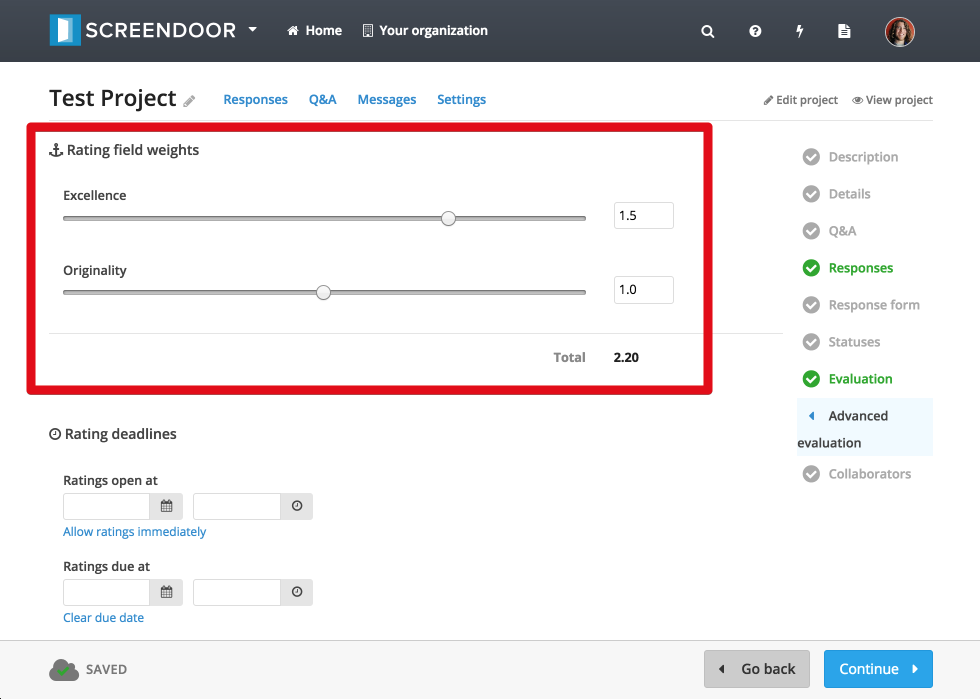 SCREENDOOR Home Your organization
Test Project Responses Q&A Messages Settings Edit project View project
Rating field weights
Excellence
1.5
Originality
1.0
Total 2.20
Rating deadlines
Ratings open at
Allow ratings immediately
Ratings due at
Clear due date
Description
Details
Q&A
Responses
Response form
Statuses
Evaluation
Advanced
evaluation
Collaborators
SAVED Go back Continue